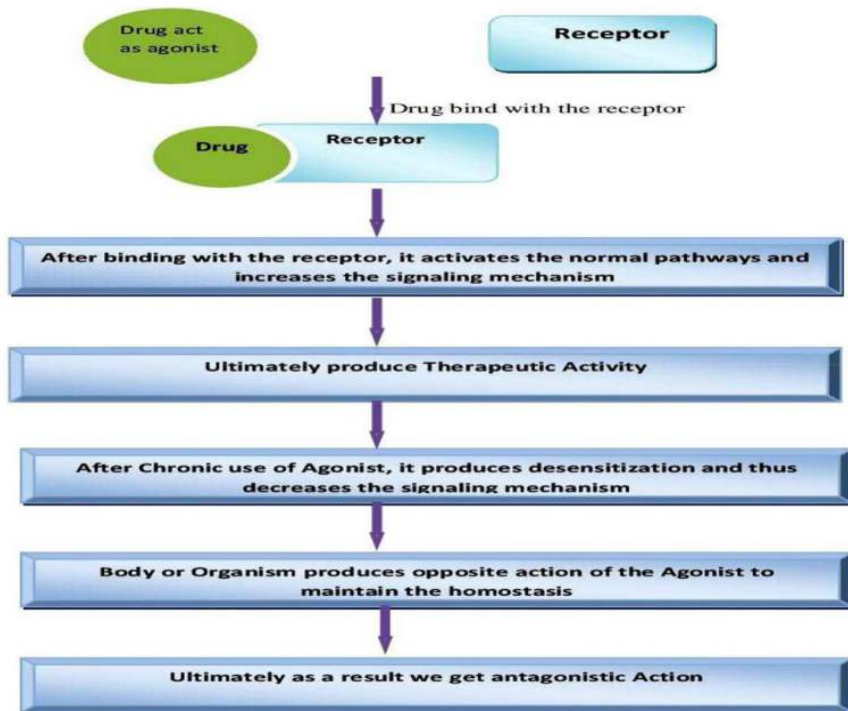 Drug act
as agonist
Receptor
Drug bind with the receptor
Drug
Receptor
After binding with the receptor, it activates the normal pathways and
increases the signaling mechanism
Ultimately produce Therapeutic Activity
After Chronic use of Agonist, it produces desensitization and thus
decreases the signaling mechanism
Body or Organism produces opposite action of the Agonist to
maintain the homostasis
Ultimately as a result we get antagonistic Action